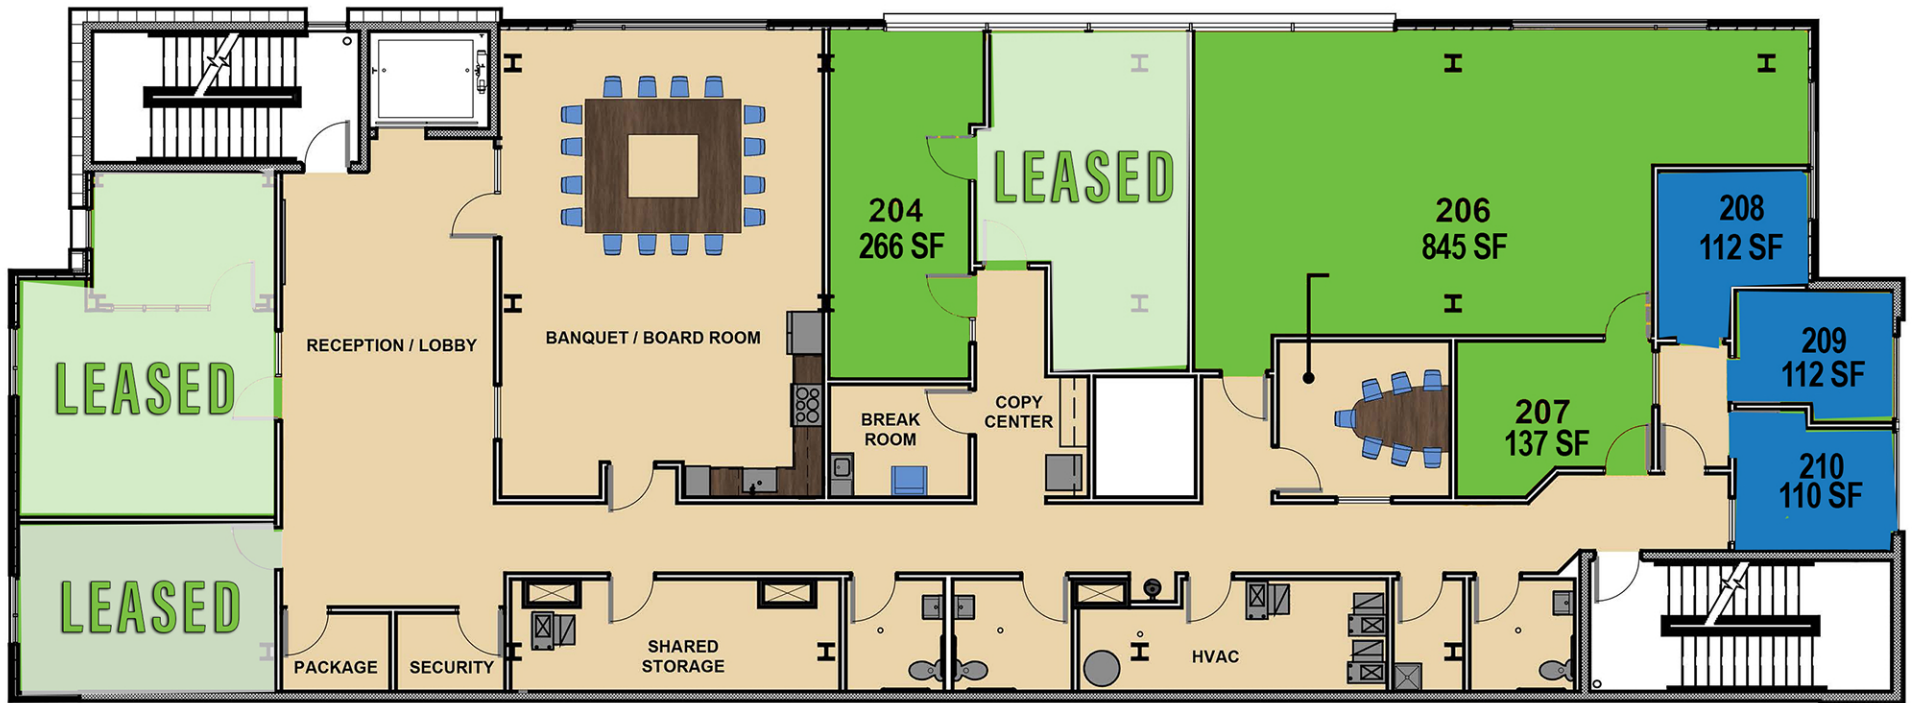 LEASED
204
266 SF
206
845 SF
208
112 SF
RECEPTION / LOBBY
BANQUET / BOARD ROOM
209
112 SF
LEASED
BREAK
ROOM
COPY
CENTER
207
137 SF
210
110 SF
LEASED
PACKAGE
SECURITY
SHARED
STORAGE
HVAC